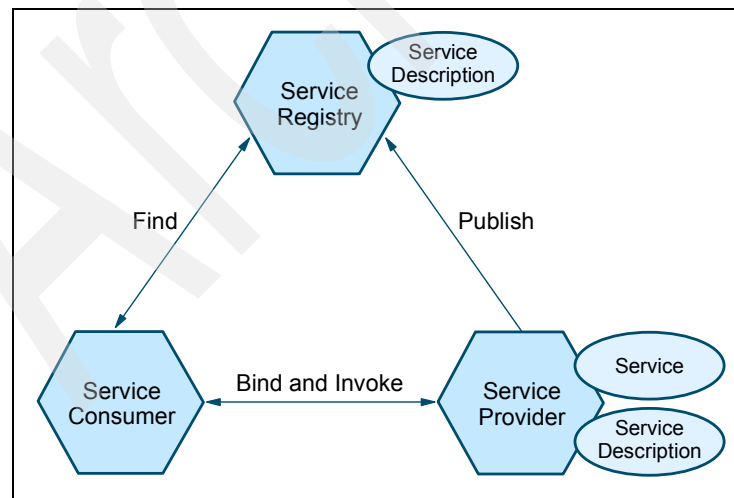 Service
Description
Service
Registry
Find
Publish
Service
Consumer
Bind and Invoke
Service
Provider
Service
Service
Description